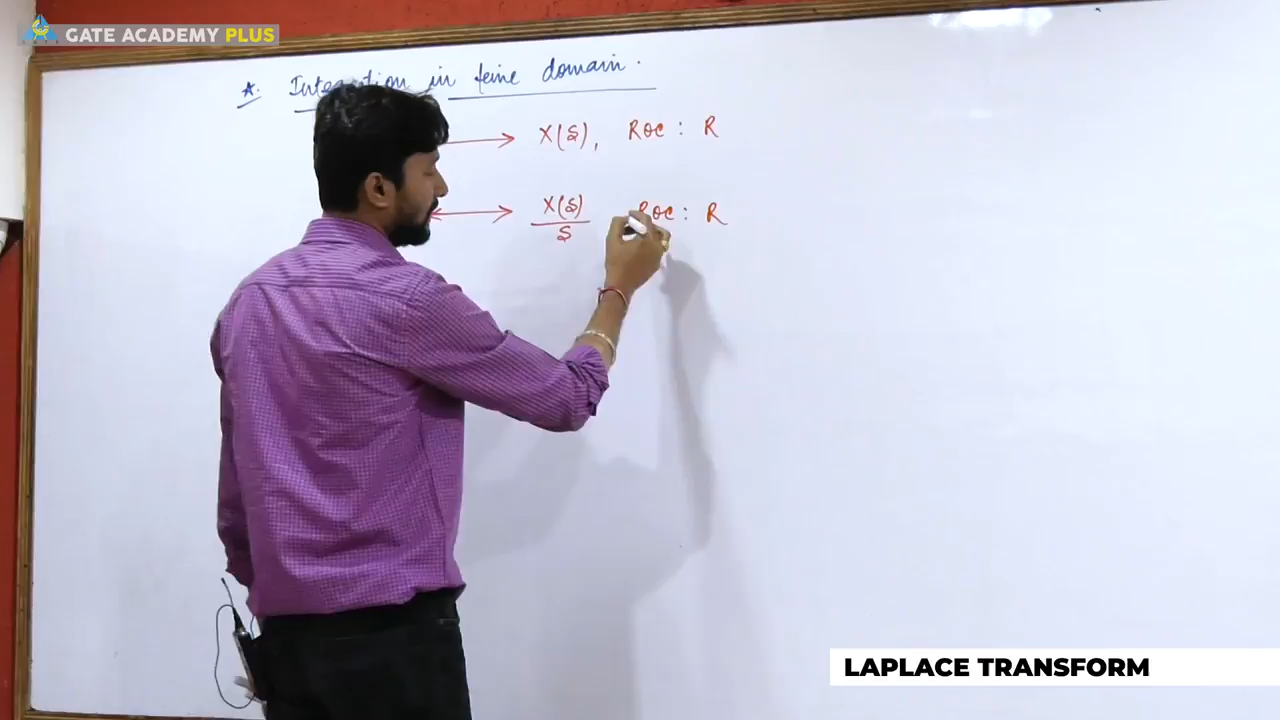 GATE ACADEMY PLUS
*. Integration in time domain.
X(S), ROC : R
X(S)/S ROC : R
LAPLACE TRANSFORM